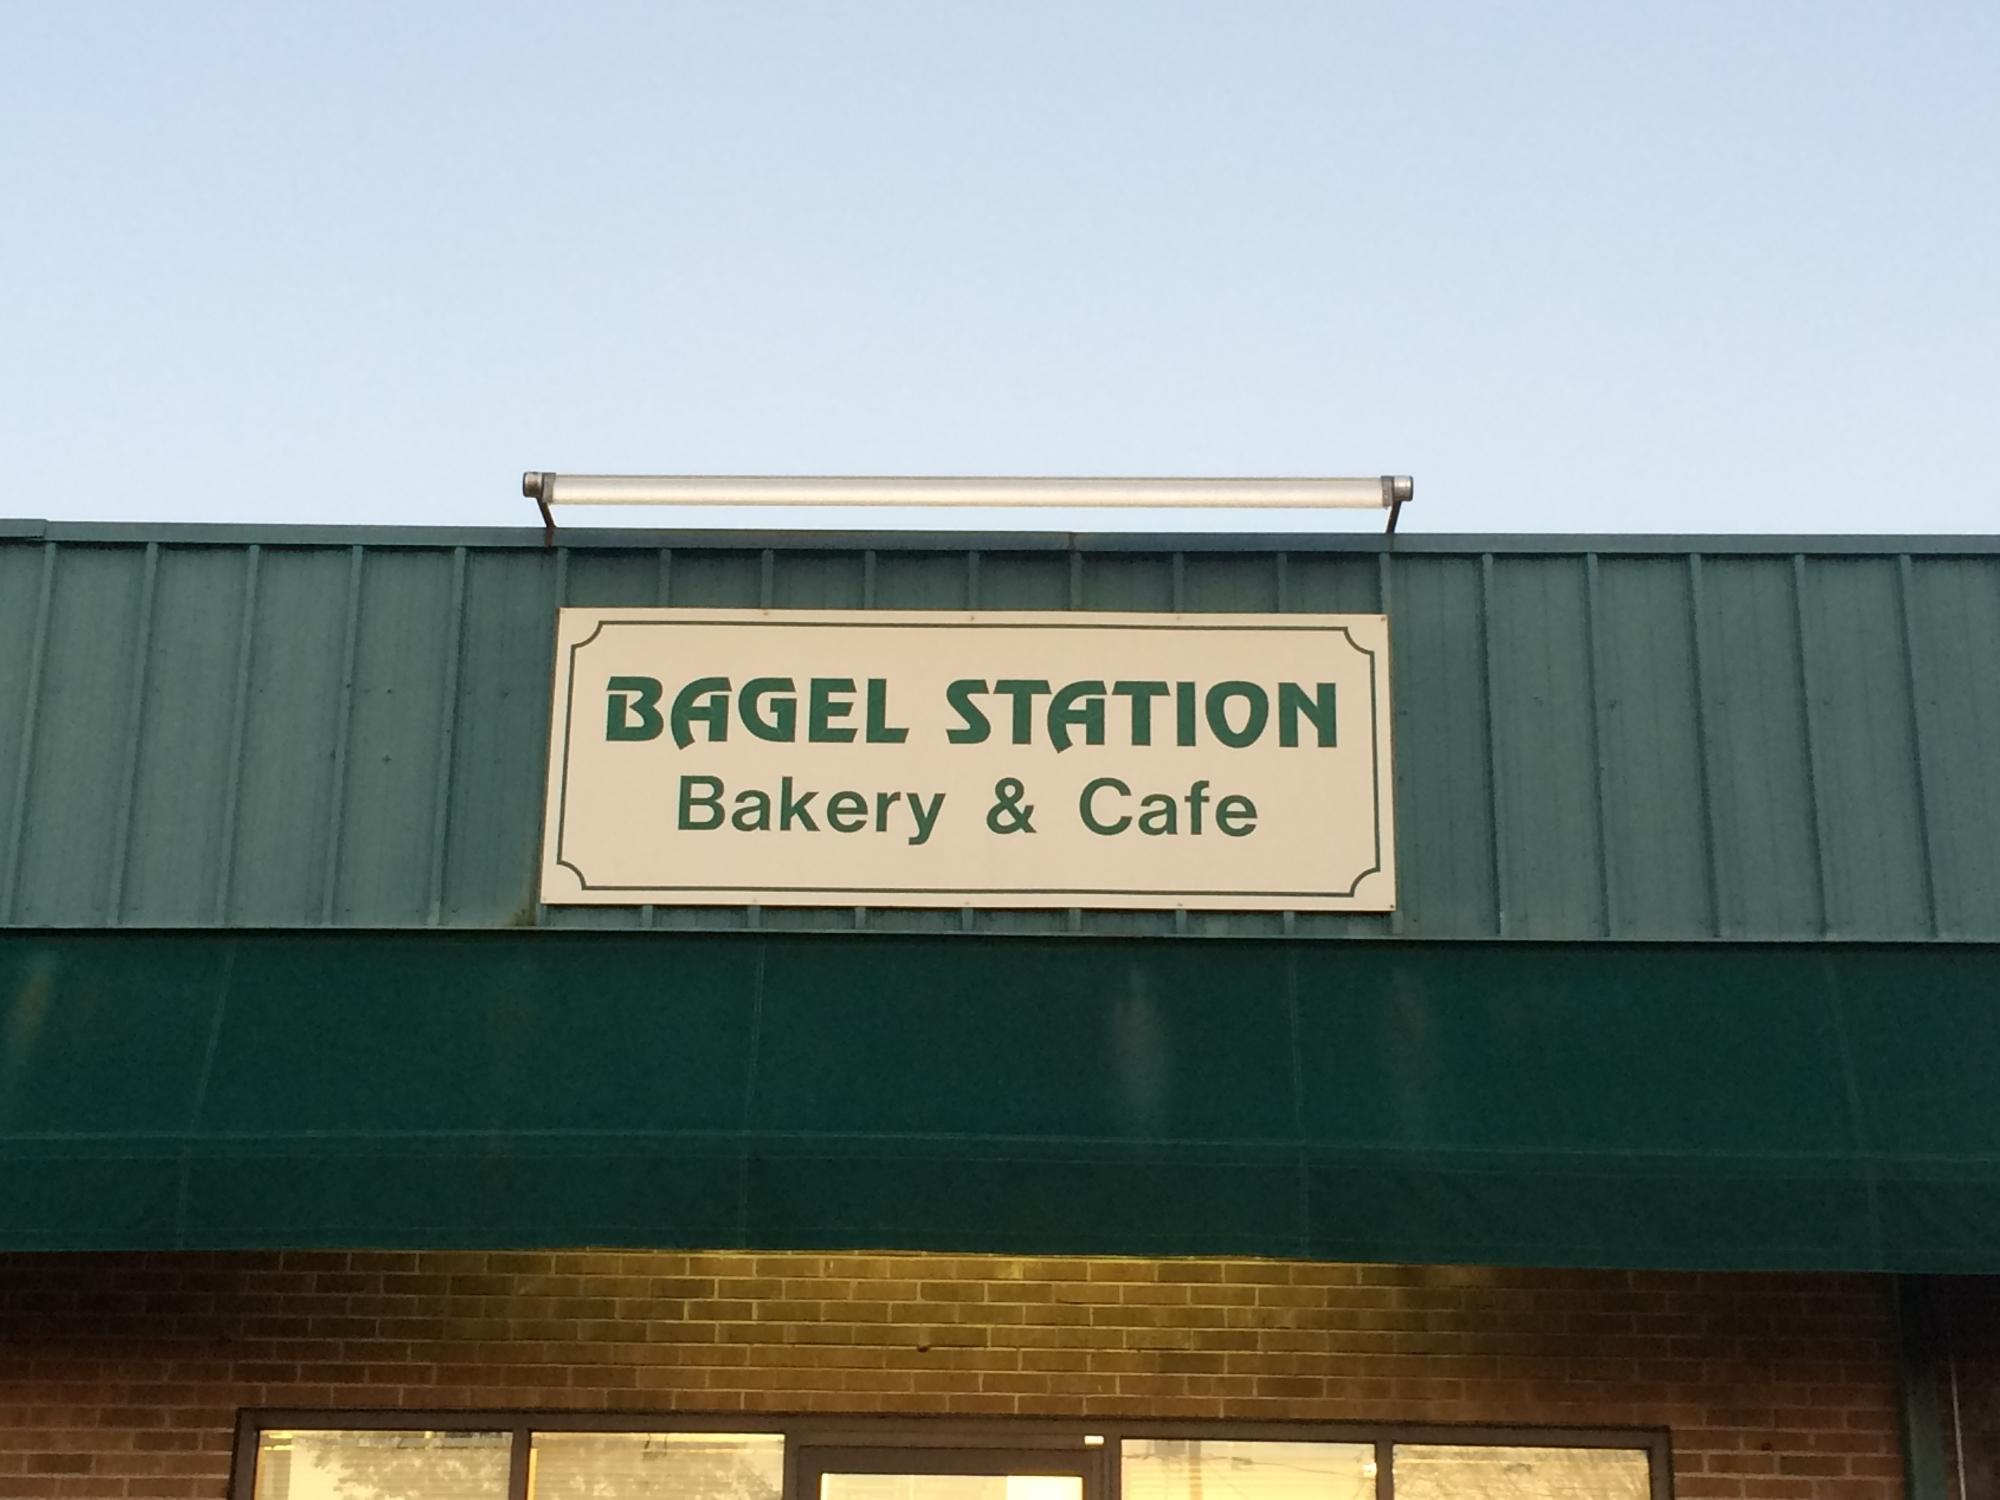 BAGEL STATION
Bakery & Cafe